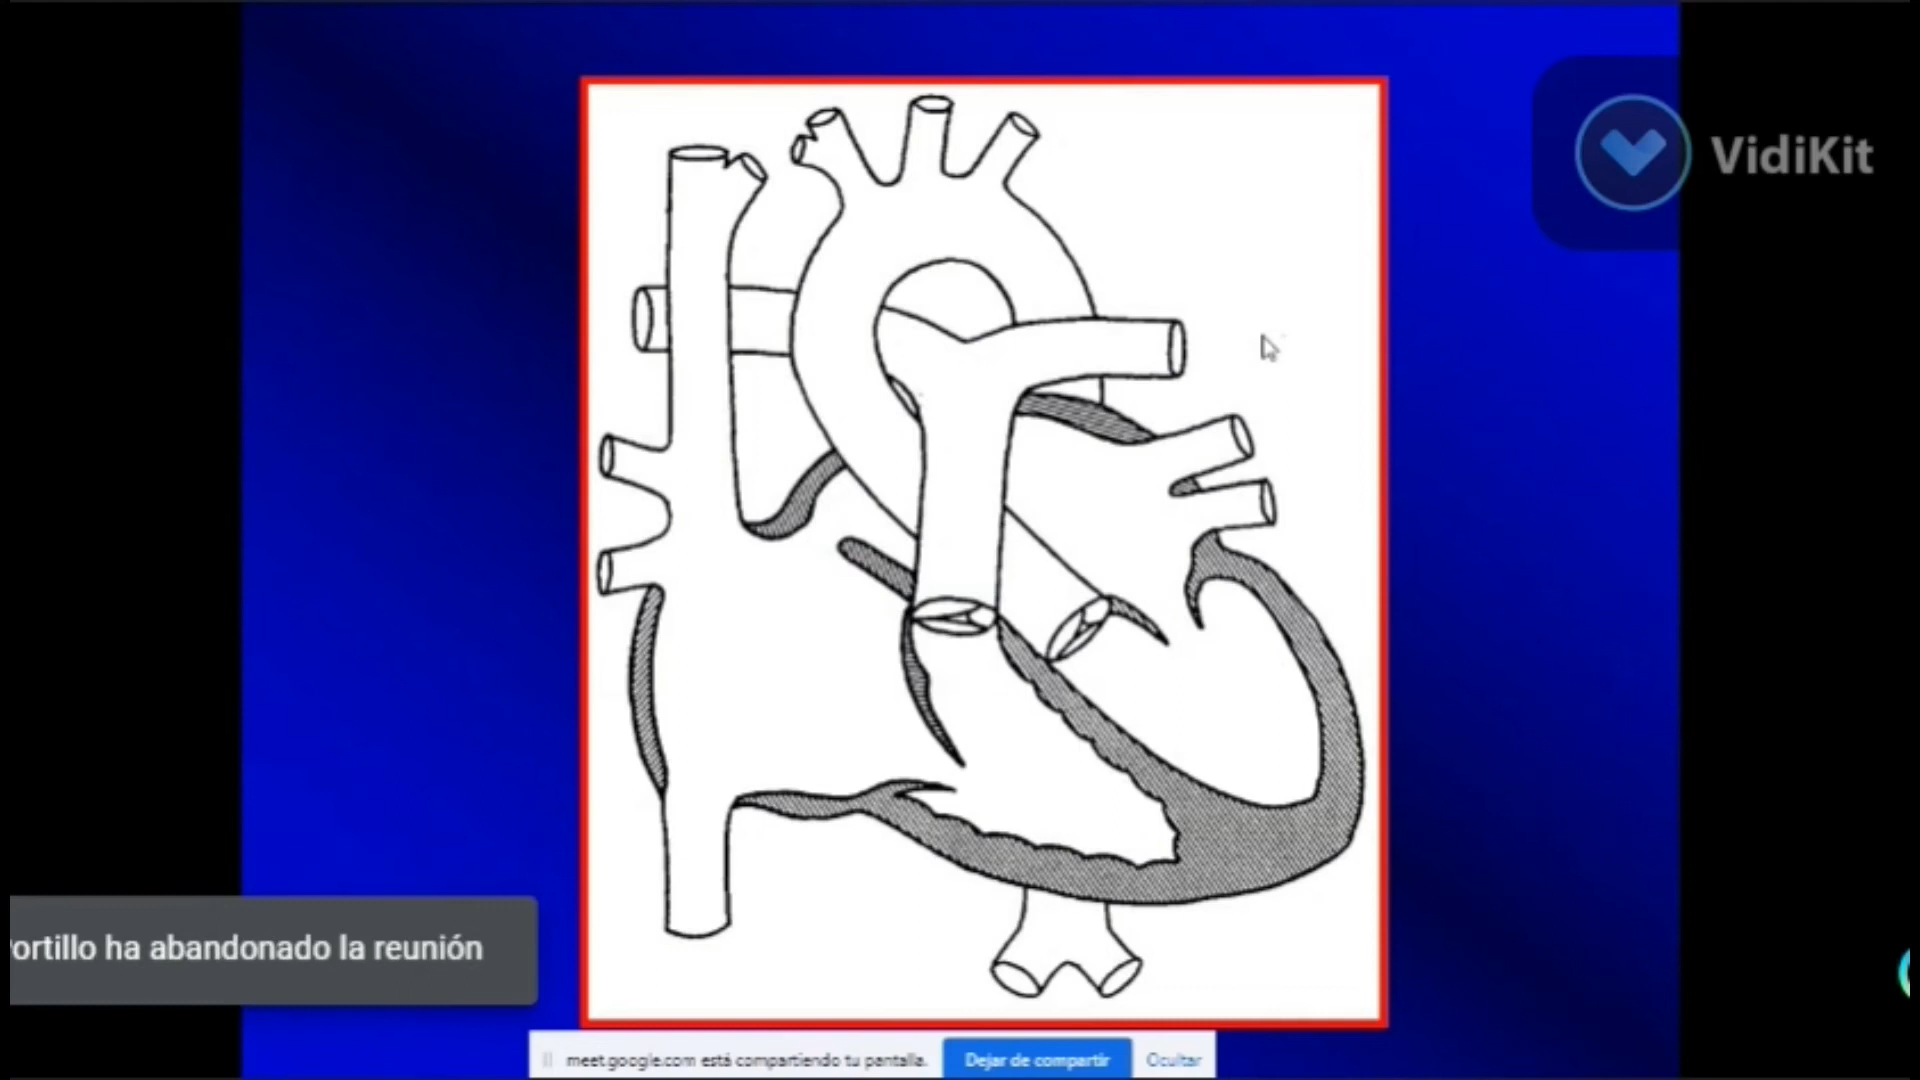 VidiKit
ortillo ha abandonado la reunión
meet.google.com está compartiendo tu pantalla.
Dejar de compartir
Ocultar